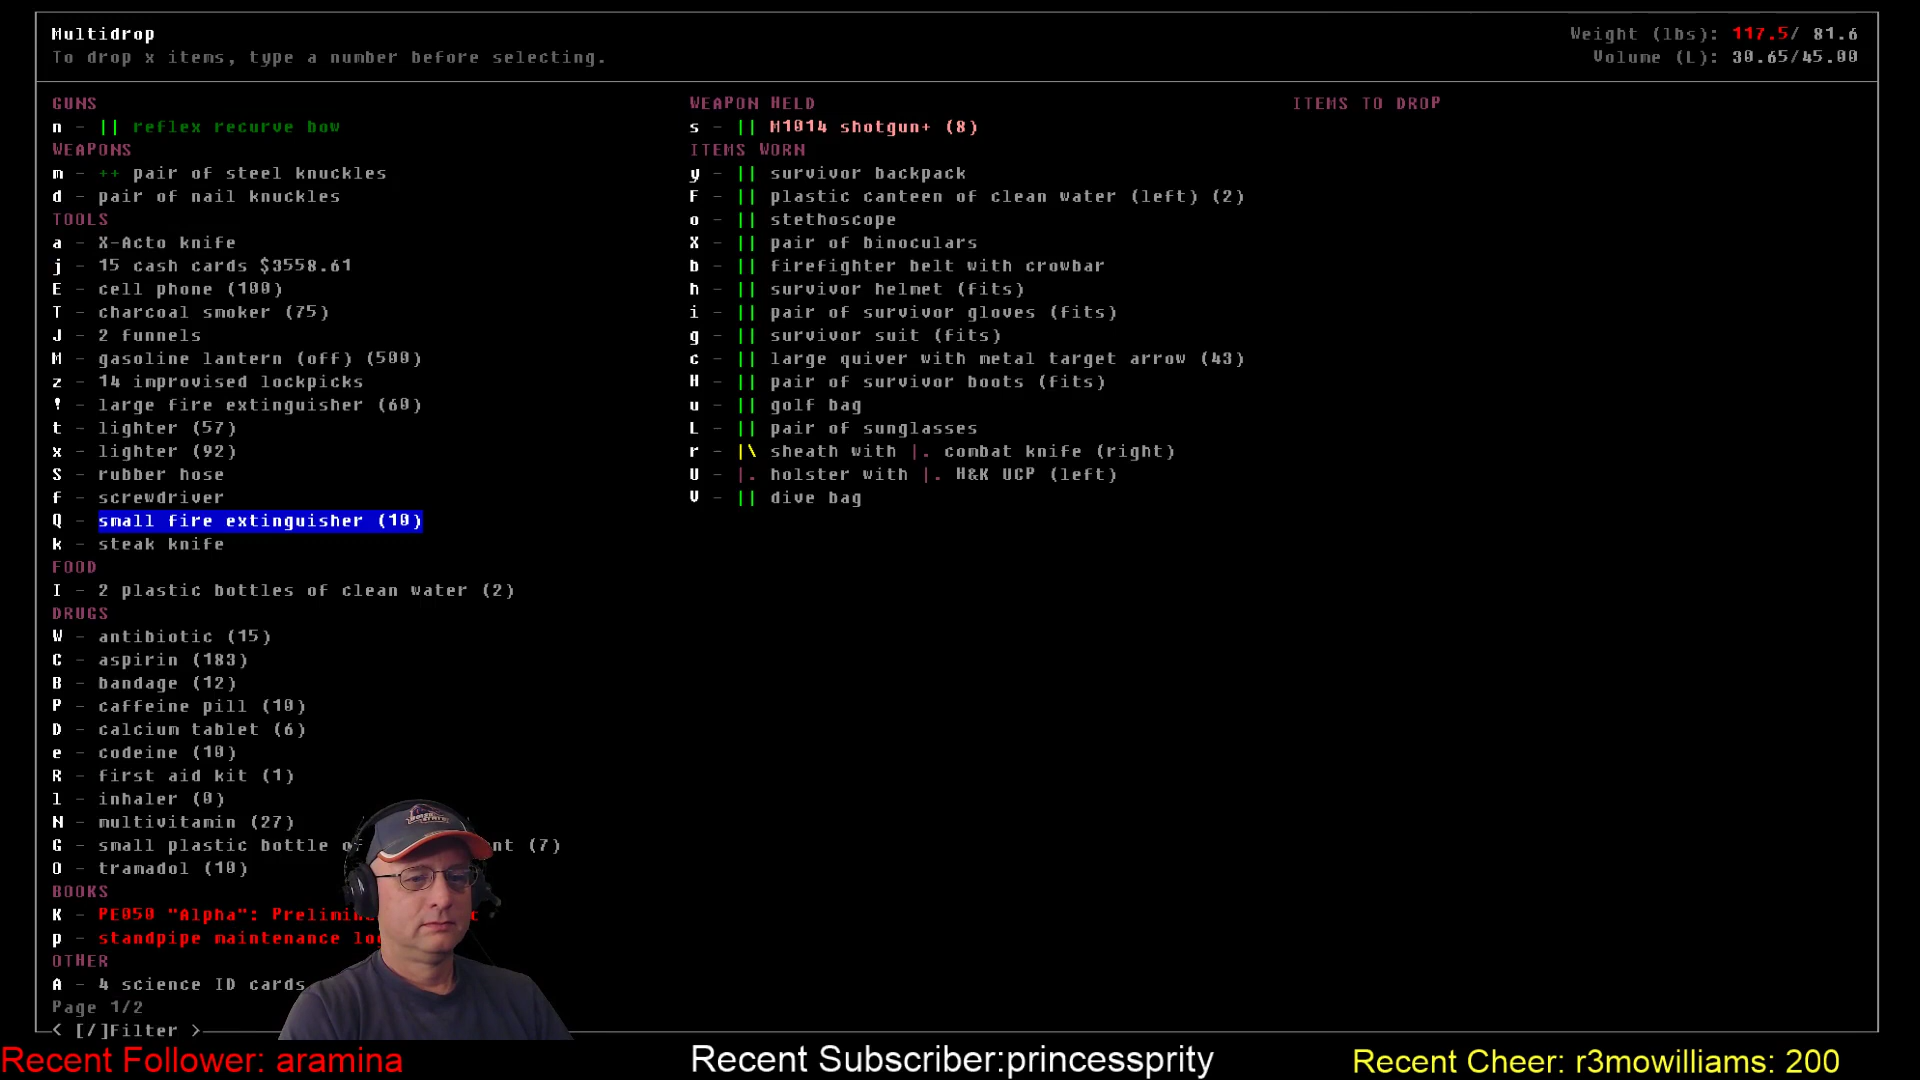 Multidrop
Weight (lbs): 117.5/ 81.6
To drop x items, type a number before selecting.
Volume (L): 30.65/45.00
GUNS
n - || reflex recurve bow
WEAPONS
m - ++ pair of steel knuckles
d - pair of nail knuckles
TOOLS
a - X-Acto knife
j - 15 cash cards $3558.61
E - cell phone (100)
T - charcoal smoker (75)
J - 2 funnels
M - gasoline lantern (off) (500)
z - 14 improvised lockpicks
! - large fire extinguisher (60)
t - lighter (57)
x - lighter (92)
S - rubber hose
f - screwdriver
Q - small fire extinguisher (10)
k - steak knife
FOOD
I - 2 plastic bottles of clean water (2)
DRUGS
W - antibiotic (15)
C - aspirin (183)
B - bandage (12)
P - caffeine pill (10)
D - calcium tablet (6)
e - codeine (10)
R - first aid kit (1)
l - inhaler (0)
N - multivitamin (27)
G - small plastic bottle (7)
O - tramadol (10)
BOOKS
K - PE050 "Alpha":
p - standpipe maintenance
OTHER
A - 4 science ID cards
Page 1/2
< [/]Filter >
WEAPON HELD
s - || M1014 shotgun+ (8)
ITEMS WORN
y - || survivor backpack
F - || plastic canteen of clean water (left) (2)
o - || stethoscope
X - || pair of binoculars
b - || firefighter belt with crowbar
h - || survivor helmet (fits)
i - || pair of survivor gloves (fits)
g - || survivor suit (fits)
c - || large quiver with metal target arrow (43)
H - || pair of survivor boots (fits)
u - || golf bag
L - || pair of sunglasses
r - |\ sheath with |. combat knife (right)
U - |. holster with |. H&K UCP (left)
V - || dive bag
ITEMS TO DROP
Recent Follower: aramina
Recent Subscriber:princessprity
Recent Cheer: r3mowilliams: 200